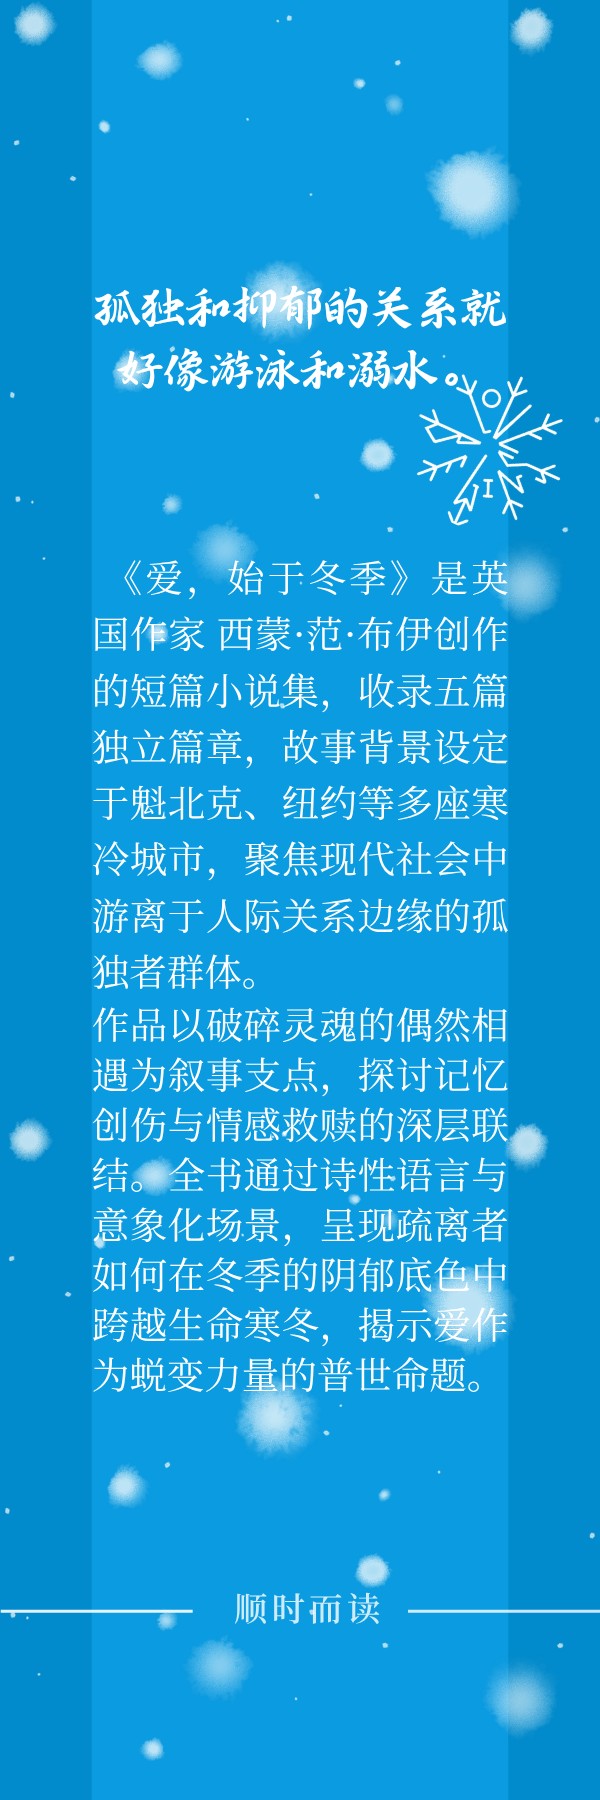 孤独和抑郁的关系就
好像游泳和溺水。
《爱，始于冬季》是英
国作家 西蒙·范·布伊创作
的短篇小说集，收录五篇
独立篇章，故事背景设定
于魁北克、纽约等多座寒
冷城市，聚焦现代社会中
游离于人际关系边缘的孤
独者群体。
作品以破碎灵魂的偶然相
遇为叙事支点，探讨记忆
创伤与情感救赎的深层联
结。全书通过诗性语言与
意象化场景，呈现疏离者
如何在冬季的阴郁底色中
跨越生命寒冬，揭示爱作
为蜕变力量的普世命题。
顺时而读